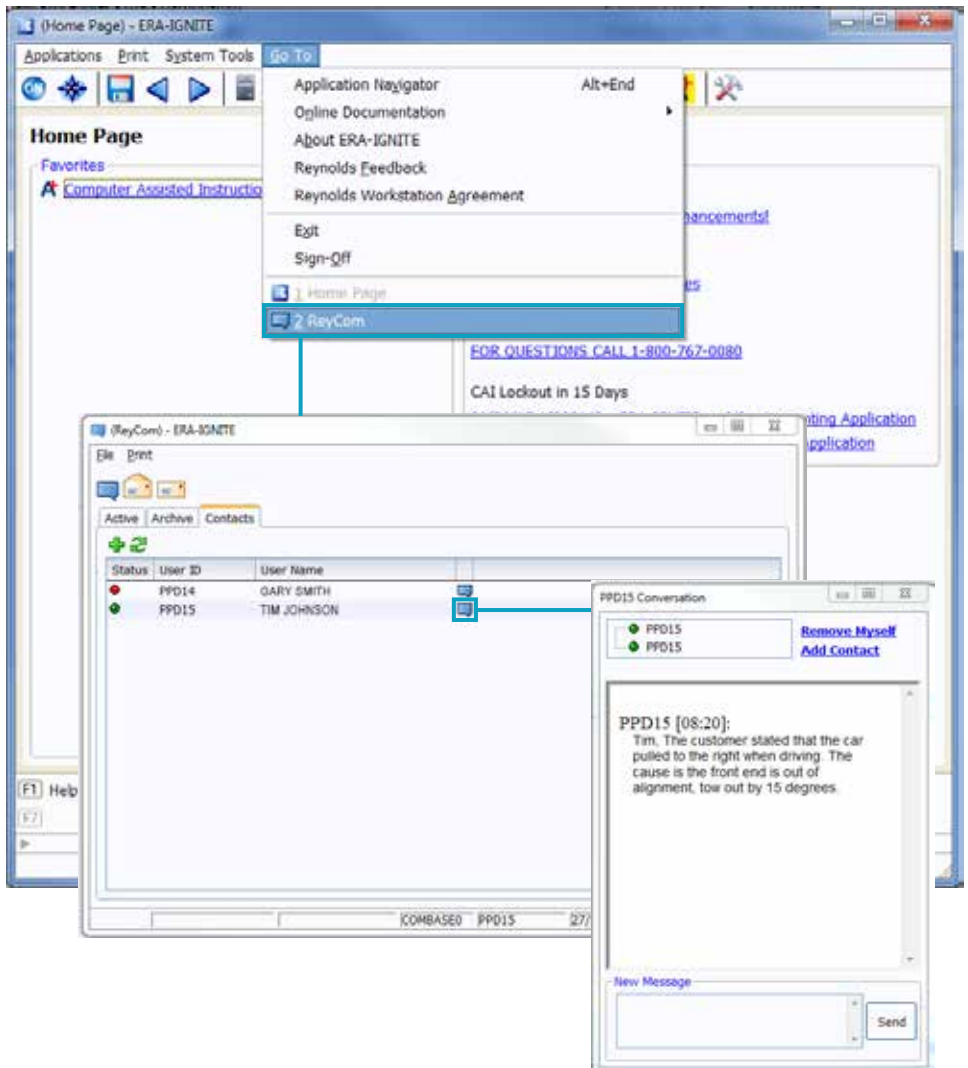 (Home Page) - ERA-IGNITE
Applications Print System Tools Go To
Application Navigator Alt+End
Online Documentation
About ERA-IGNITE
Reynolds Feedback
Reynolds Workstation Agreement
Exit
Sign-Off
1 Home Page
2 ReyCom
Home Page
Favorites
Computer Assisted Instructio
ancements!
es
FOR QUESTIONS CALL 1-800-767-0080
CAI Lockout in 15 Days
ting Application
pplication
F1 Help
F7
(ReyCom) - ERA-IGNITE
File Print
Active Archive Contacts
Status User ID User Name
PPD14 GARY SMITH
PPD15 TIM JOHNSON
COMBASE0 PPD15 27/
PPD15 Conversation
PPD15
PPD15
Remove Myself
Add Contact
PPD15 [08:20]:
Tim, The customer stated that the car
pulled to the right when driving. The
cause is the front end is out of
alignment, tow out by 15 degrees.
New Message
Send